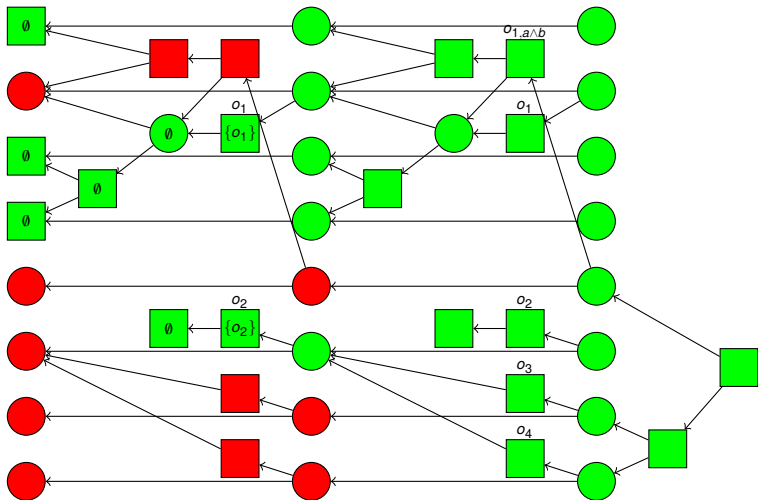 ∅
o₁,ₐ∧b
o₁ o₁
∅ {o₁}
∅
∅
∅
o₂ o₂
∅ {o₂}
o₃
o₄